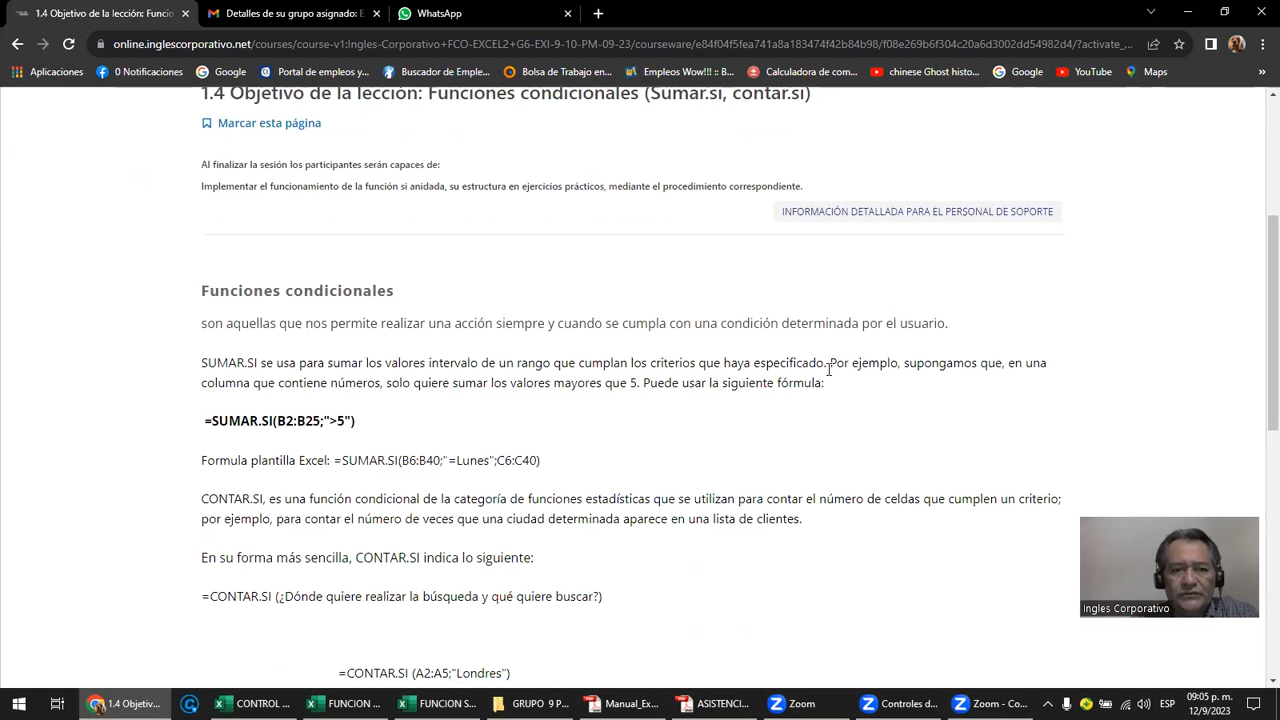 1.4 Objetivo de la lección: Funcio
Detalles de su grupo asignado: E
WhatsApp
online.inglescorporativo.net/courses/course-v1:Ingles-Corporativo+FCO-EXCEL2+G6-EXI-9-10-PM-09-23/courseware/e84f04f5fea741a8a183474f42b84b98/f08e269b6f304c20a6d3002dd54982d4/?activate_...
Aplicaciones
0 Notificaciones
Google
Portal de empleos y...
Buscador de Emple...
Bolsa de Trabajo en...
Empleos Wow!!! :: B...
Calculadora de com...
chinese Ghost histo...
Google
YouTube
Maps
1.4 Objetivo de la lección: Funciones condicionales (Sumar.si, contar.si)
Marcar esta página
Al finalizar la sesión los participantes serán capaces de:
Implementar el funcionamiento de la función si anidada, su estructura en ejercicios prácticos, mediante el procedimiento correspondiente.
INFORMACIÓN DETALLADA PARA EL PERSONAL DE SOPORTE
Funciones condicionales
son aquellas que nos permite realizar una acción siempre y cuando se cumpla con una condición determinada por el usuario.
SUMAR.SI se usa para sumar los valores intervalo de un rango que cumplan los criterios que haya especificado. Por ejemplo, supongamos que, en una
columna que contiene números, solo quiere sumar los valores mayores que 5. Puede usar la siguiente fórmula:
=SUMAR.SI(B2:B25;">5")
Formula plantilla Excel: =SUMAR.SI(B6:B40;"=Lunes";C6:C40)
CONTAR.SI, es una función condicional de la categoría de funciones estadísticas que se utilizan para contar el número de celdas que cumplen un criterio;
por ejemplo, para contar el número de veces que una ciudad determinada aparece en una lista de clientes.
En su forma más sencilla, CONTAR.SI indica lo siguiente:
=CONTAR.SI (¿Dónde quiere realizar la búsqueda y qué quiere buscar?)
=CONTAR.SI (A2:A5;"Londres")
Ingles Corporativo
1.4 Objetivo de la...
CONTROL ...
FUNCION ...
FUNCION S...
GRUPO 9 P...
Manual_Ex...
ASISTENCI...
Zoom
Controles d...
Zoom - Co...
ESP
09:05 p. m.
12/9/2023